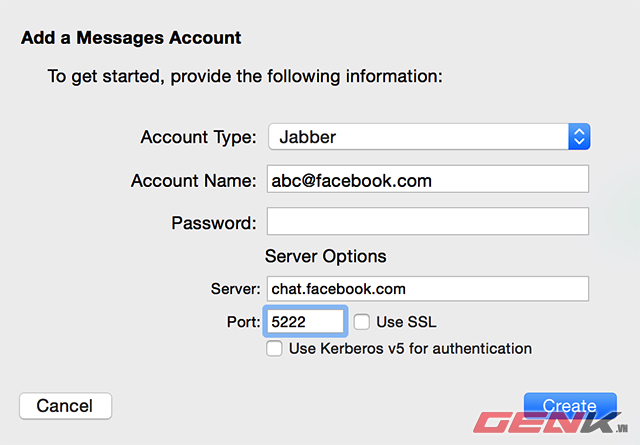 Add a Messages Account
To get started, provide the following information:
Account Type: Jabber
Account Name: abc@facebook.com
Password:
Server Options
Server: chat.facebook.com
Port: 5222 Use SSL
Use Kerberos v5 for authentication
Cancel Create
GENK.VN